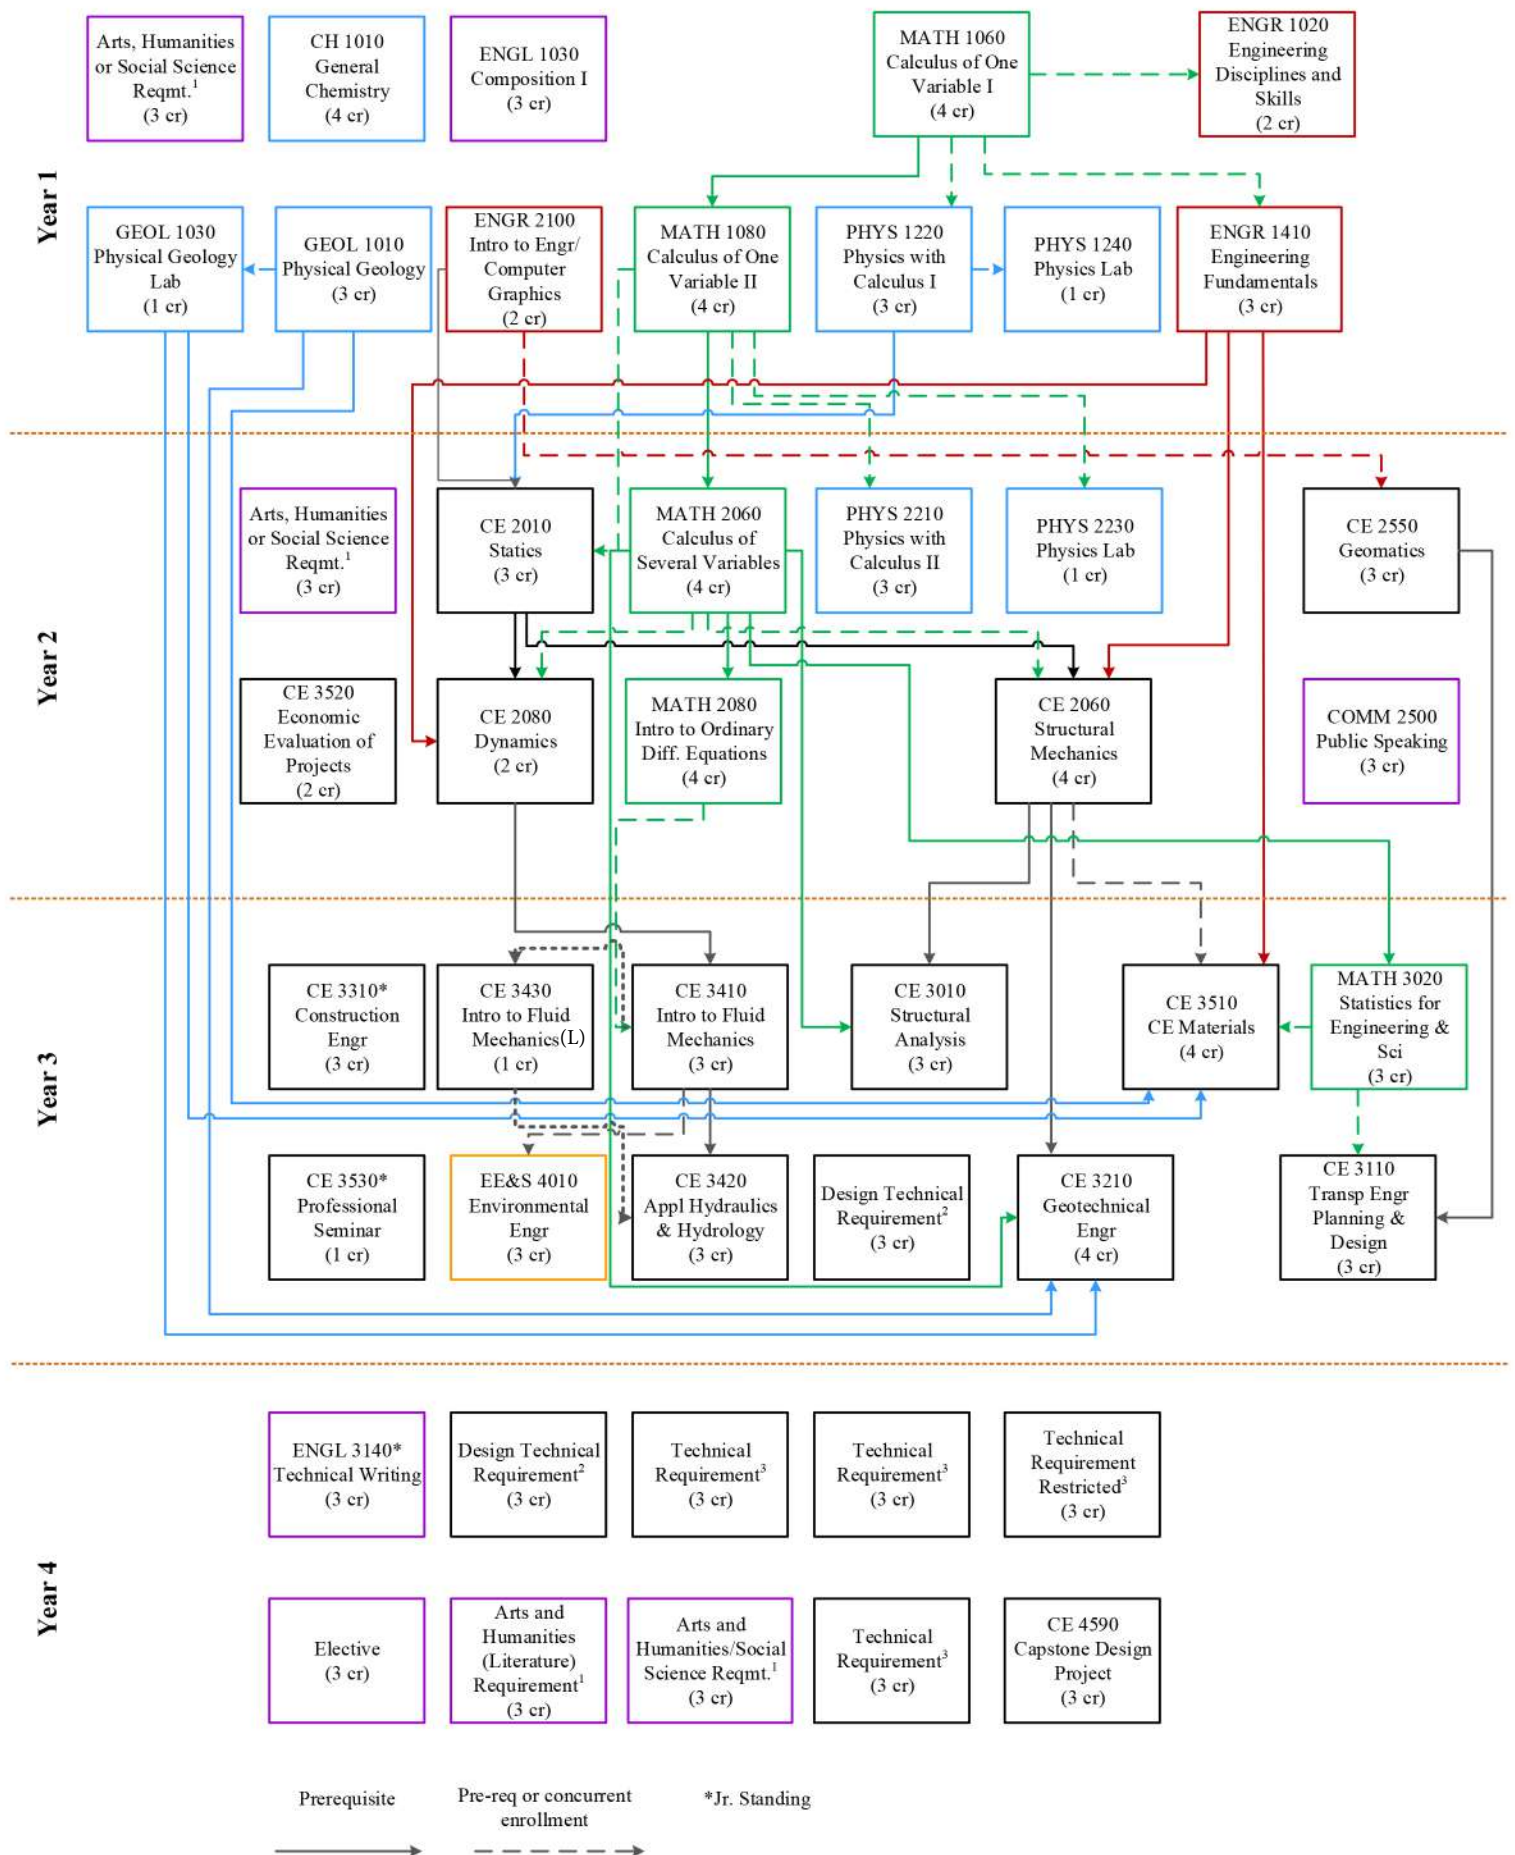 Year 1
Arts, Humanities
or Social Science
Reqmt.1
(3 cr)
CH 1010
General
Chemistry
(4 cr)
ENGL 1030
Composition I
(3 cr)
MATH 1060
Calculus of One
Variable I
(4 cr)
ENGR 1020
Engineering
Disciplines and
Skills
(2 cr)
GEOL 1030
Physical Geology
Lab
(1 cr)
GEOL 1010
Physical Geology
(3 cr)
ENGR 2100
Intro to Engr/
Computer
Graphics
(2 cr)
MATH 1080
Calculus of One
Variable II
(4 cr)
PHYS 1220
Physics with
Calculus I
(3 cr)
PHYS 1240
Physics Lab
(1 cr)
ENGR 1410
Engineering
Fundamentals
(3 cr)
Year 2
Arts, Humanities
or Social Science
Reqmt.1
(3 cr)
CE 2010
Statics
(3 cr)
MATH 2060
Calculus of
Several Variables
(4 cr)
PHYS 2210
Physics with
Calculus II
(3 cr)
PHYS 2230
Physics Lab
(1 cr)
CE 2550
Geomatics
(3 cr)
CE 3520
Economic
Evaluation of
Projects
(2 cr)
CE 2080
Dynamics
(2 cr)
MATH 2080
Intro to Ordinary
Diff. Equations
(4 cr)
CE 2060
Structural
Mechanics
(4 cr)
COMM 2500
Public Speaking
(3 cr)
Year 3
CE 3310*
Construction
Engr
(3 cr)
CE 3430
Intro to Fluid
Mechanics(L)
(1 cr)
CE 3410
Intro to Fluid
Mechanics
(3 cr)
CE 3010
Structural
Analysis
(3 cr)
CE 3510
CE Materials
(4 cr)
MATH 3020
Statistics for
Engineering &
Sci
(3 cr)
CE 3530*
Professional
Seminar
(1 cr)
EE&S 4010
Environmental
Engr
(3 cr)
CE 3420
Appl Hydraulics
& Hydrology
(3 cr)
Design Technical
Requirement2
(3 cr)
CE 3210
Geotechnical
Engr
(4 cr)
CE 3110
Transp Engr
Planning &
Design
(3 cr)
Year 4
ENGL 3140*
Technical Writing
(3 cr)
Design Technical
Requirement2
(3 cr)
Technical
Requirement3
(3 cr)
Technical
Requirement3
(3 cr)
Technical
Requirement
Restricted3
(3 cr)
Elective
(3 cr)
Arts and
Humanities
(Literature)
Requirement1
(3 cr)
Arts and
Humanities/Social
Science Reqmt.1
(3 cr)
Technical
Requirement3
(3 cr)
CE 4590
Capstone Design
Project
(3 cr)
Prerequisite
Pre-req or concurrent
enrollment
*Jr. Standing